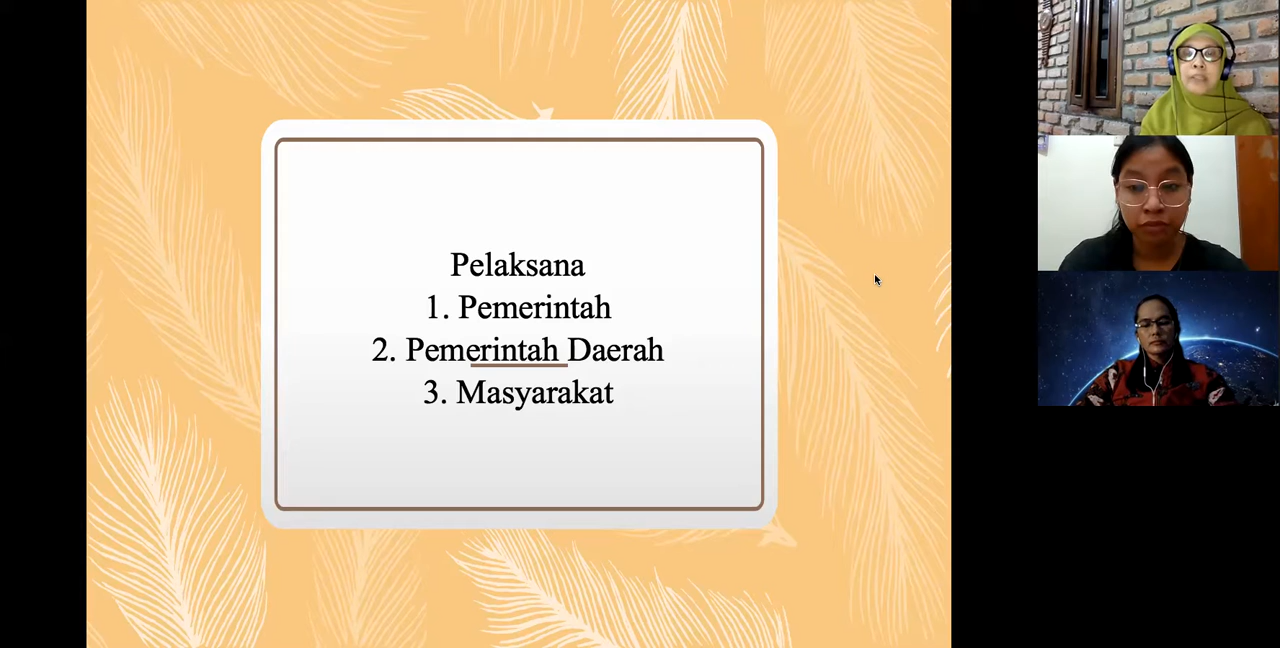 Pelaksana
1. Pemerintah
2. Pemerintah Daerah
3. Masyarakat